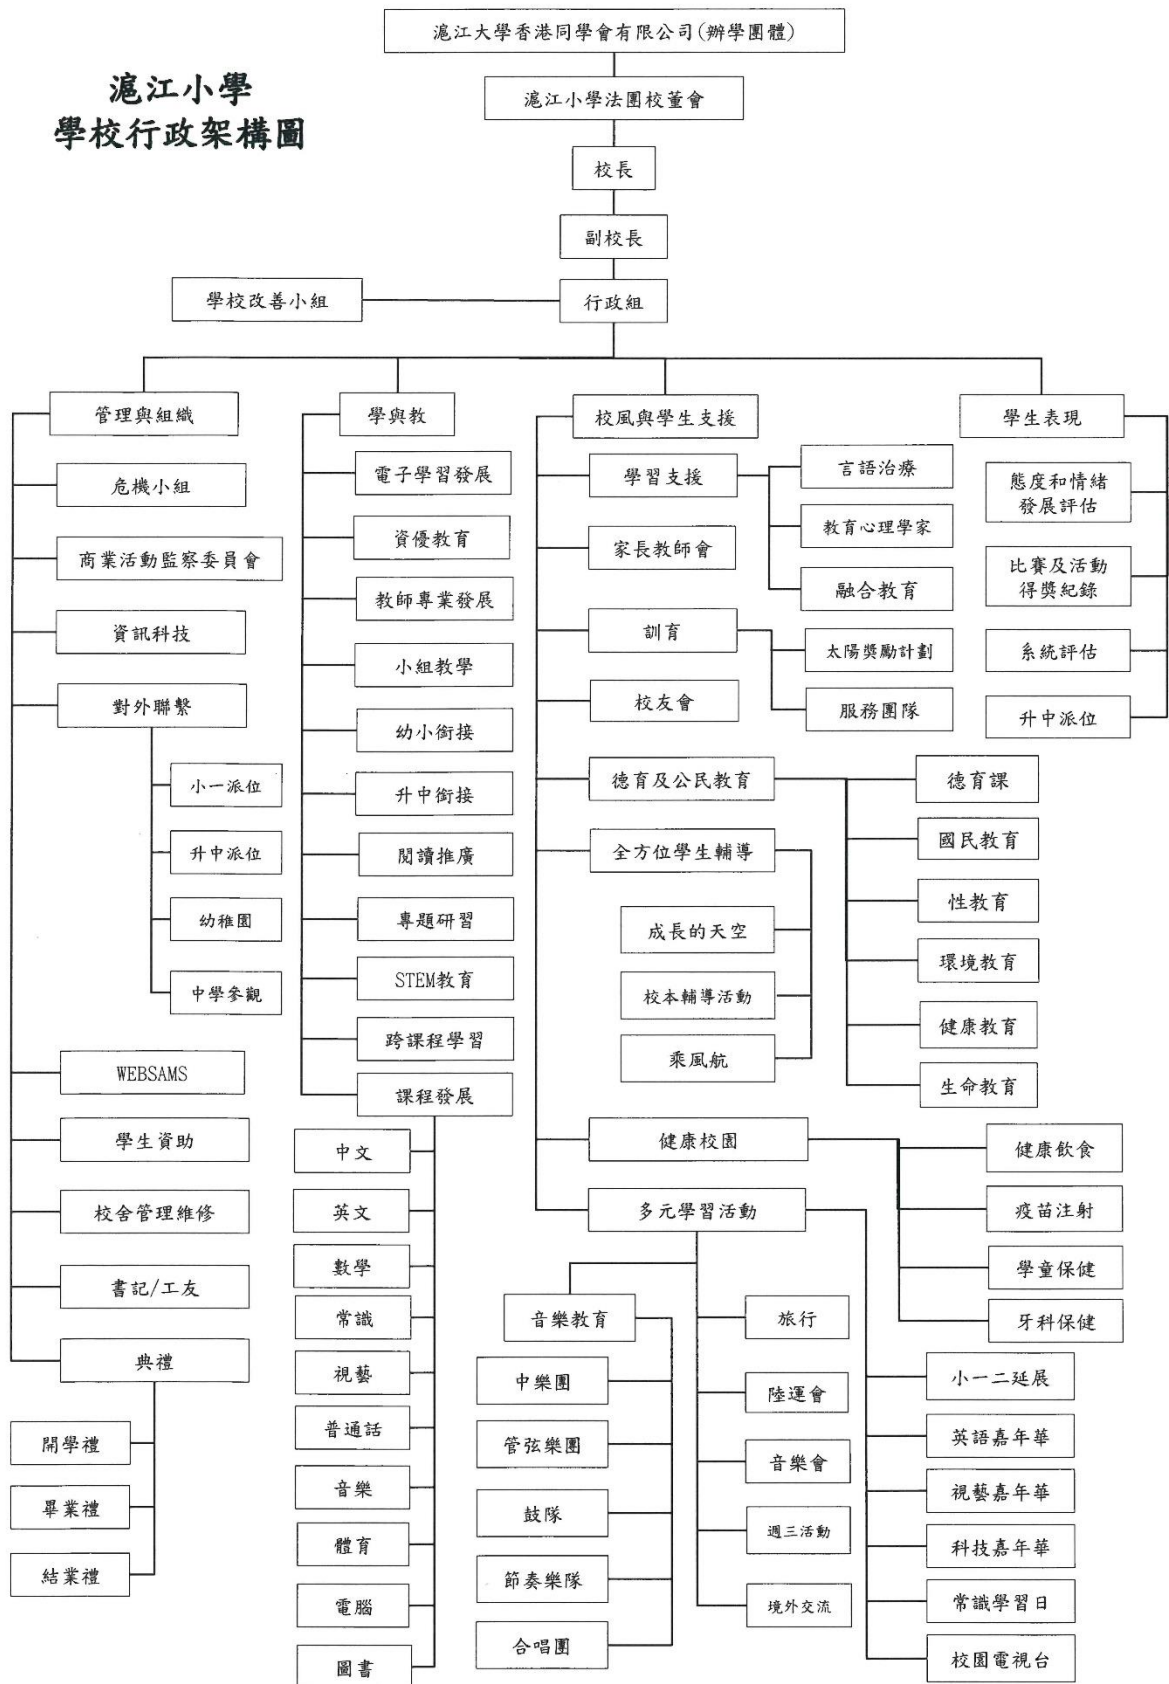 滬江大學香港同學會有限公司(辦學團體)
滬江小學
學校行政架構圖
滬江小學法團校董會
校長
副校長
學校改善小組
行政組
管理與組織
危機小組
商業活動監察委員會
資訊科技
對外聯繫
小一派位
升中派位
幼稚園
中學參觀
WEBSAMS
學生資助
校舍管理維修
書記/工友
典禮
開學禮
畢業禮
結業禮
學與教
電子學習發展
資優教育
教師專業發展
小組教學
幼小銜接
升中銜接
閱讀推廣
專題研習
STEM教育
跨課程學習
課程發展
中文
英文
數學
常識
視藝
普通話
音樂
體育
電腦
圖書
校風與學生支援
學習支援
言語治療
教育心理學家
融合教育
家長教師會
訓育
太陽獎勵計劃
服務團隊
校友會
德育及公民教育
德育課
國民教育
性教育
環境教育
健康教育
生命教育
全方位學生輔導
成長的天空
校本輔導活動
乘風航
健康校園
健康飲食
疫苗注射
學童保健
牙科保健
多元學習活動
音樂教育
中樂團
管弦樂團
鼓隊
節奏樂隊
合唱團
旅行
陸運會
音樂會
週三活動
境外交流
小一二延展
英語嘉年華
視藝嘉年華
科技嘉年華
常識學習日
校園電視台
學生表現
態度和情緒
發展評估
比賽及活動
得獎紀錄
系統評估
升中派位